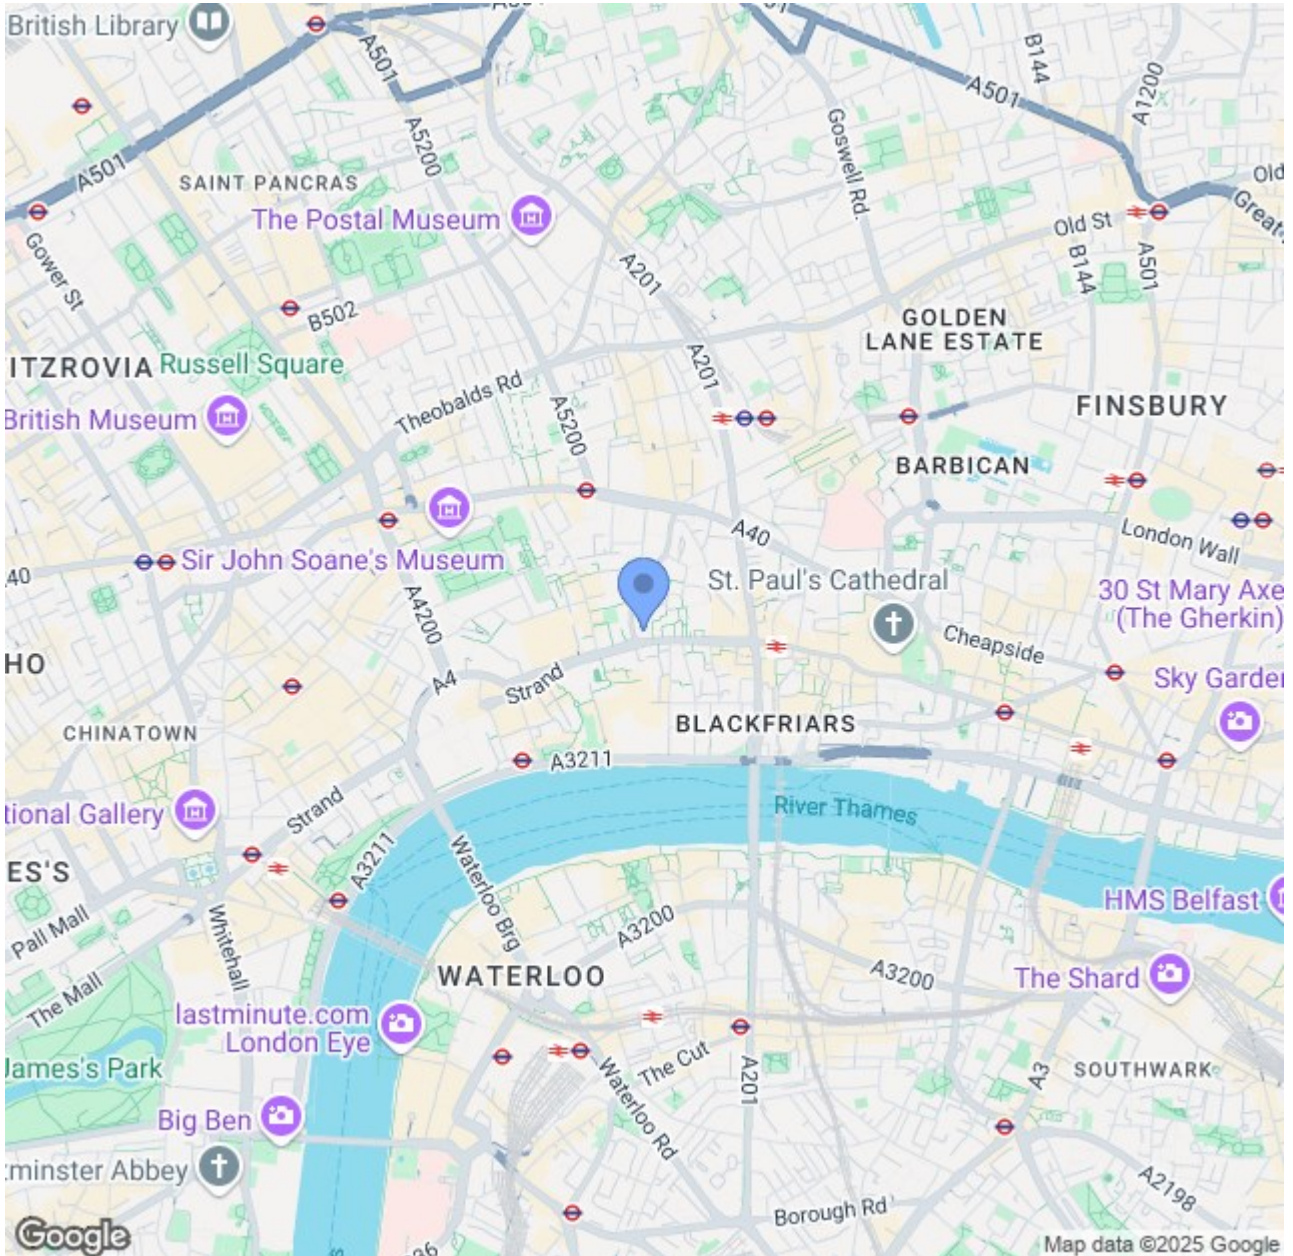 British Library
A501
A5200
A501
B144
A1200
Goswell Rd.
A501
SAINT PANCRAS
The Postal Museum
Old
Great
Old St
B144
A501
Gower St
A201
B502
GOLDEN
LANE ESTATE
ITZROVIA
Russell Square
A201
Theobalds Rd
A5200
British Museum
FINSBURY
BARBICAN
A40
London Wall
Sir John Soane's Museum
40
St. Paul's Cathedral
30 St Mary Axe
(The Gherkin)
A4200
Cheapside
HO
A4
Strand
Sky Garden
CHINATOWN
BLACKFRIARS
A3211
River Thames
tional Gallery
Strand
A3211
Waterloo Brg
ES'S
Pall Mall
Whitehall
HMS Belfast
A3200
A3200
WATERLOO
The Shard
The Mall
lastminute.com
London Eye
James's Park
The Cut
A201
A3
SOUTHWARK
Waterloo Rd
Big Ben
tminster Abbey
A2198
Borough Rd
Google
Map data ©2025 Google